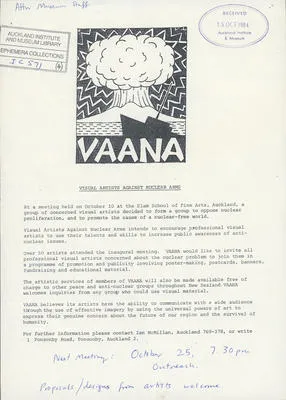 Attn Museum Staff.
AUCKLAND INSTITUTE
AND MUSEUM LIBRARY
EPHEMERA COLLECTIONS
RECEIVED
15 OCT 1984
Auckland Institute
& Museum
VAANA
VISUAL ARTISTS AGAINST NUCLEAR ARMS
At a meeting held on October 10 at the Elam School of Fine Arts, Auckland, a
group of concerned visual artists decided to form a group to oppose nuclear
proliferation, and to promote the cause of a nuclear-free world.
Visual Artists Against Nuclear Arms intends to encourage professional visual
artists to use their talents and skills to increase public awareness of anti-
nuclear issues.
Over 50 artists attended the inaugural meeting. VAANA would like to invite all
professional visual artists concerned about the nuclear problem to join them in
a programme of promotion and publicity involving poster-making, postcards, banners,
fundraising and educational material.
The artistic services of members of VAANA will also be made available free of
charge to other peace and anti-nuclear groups throughout New Zealand VAANA
welcomes inquiries from any group who could use visual material.
VAANA believes its artists have the ability to communicate with a wide audience
through the use of effective imagery by using the universal powers of art to
express their genuine concern about the future of our region and the survival of
humanity.
For further information please contact Ian McMillan, Auckland 769-278, or write
1 Ponsonby Road, Ponsonby, Auckland 2.
Next Meeting: October 25, 7.30pm
Outreach.
Proposals/designs from artists welcome.